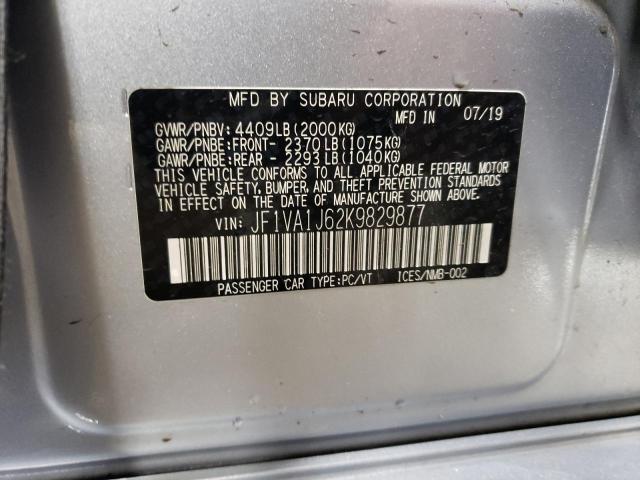 MFD BY SUBARU CORPORATION
MFD IN 07/19
GVWR/PNBV: 4409LB(2000KG)
GAWR/PNBE:FRONT- 2370LB(1075KG)
GAWR/PNBE:REAR - 2293LB(1040KG)
THIS VEHICLE CONFORMS TO ALL APPLICABLE FEDERAL MOTOR
VEHICLE SAFETY, BUMPER, AND THEFT PREVENTION STANDARDS
IN EFFECT ON THE DATE OF MANUFACTURE SHOWN ABOVE.
VIN: JF1VA1J62K9829877
PASSENGER CAR TYPE:PC/VT ICES/NMB-002